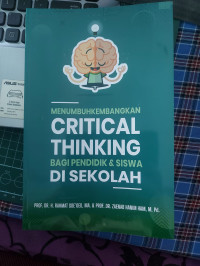 MENUMBUHKEMBANGKAN
CRITICAL
THINKING
BAGI PENDIDIK & SISWA
DI SEKOLAH